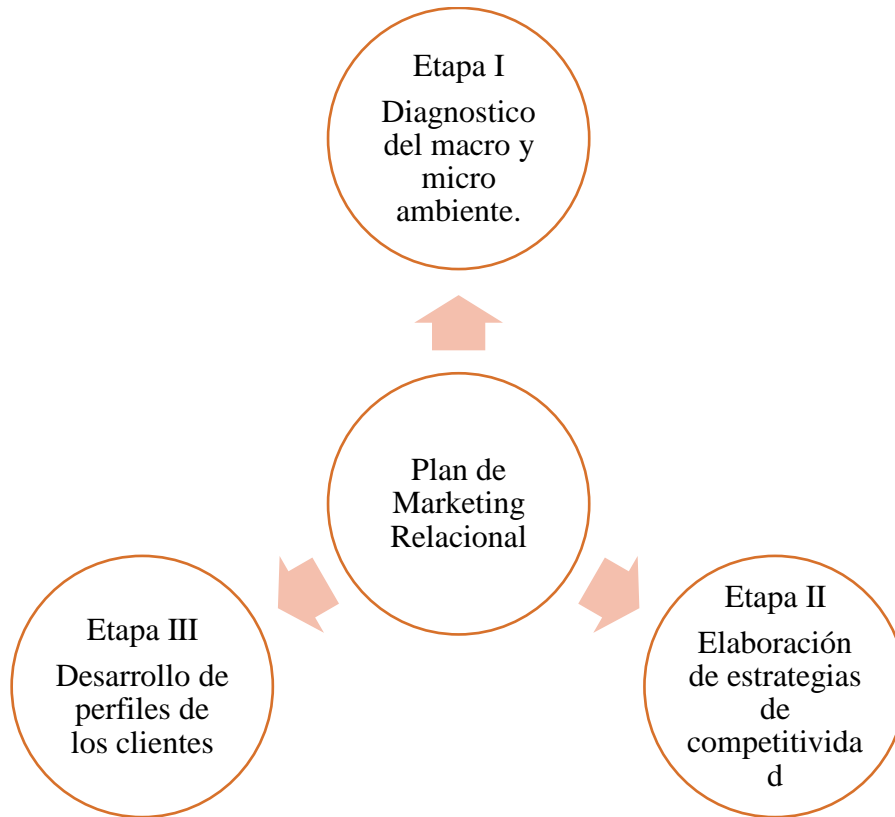 Etapa I
Diagnostico
del macro y
micro
ambiente.
Plan de
Marketing
Relacional
Etapa II
Elaboración
de estrategias
de
competitivida
d
Etapa III
Desarrollo de
perfiles de
los clientes